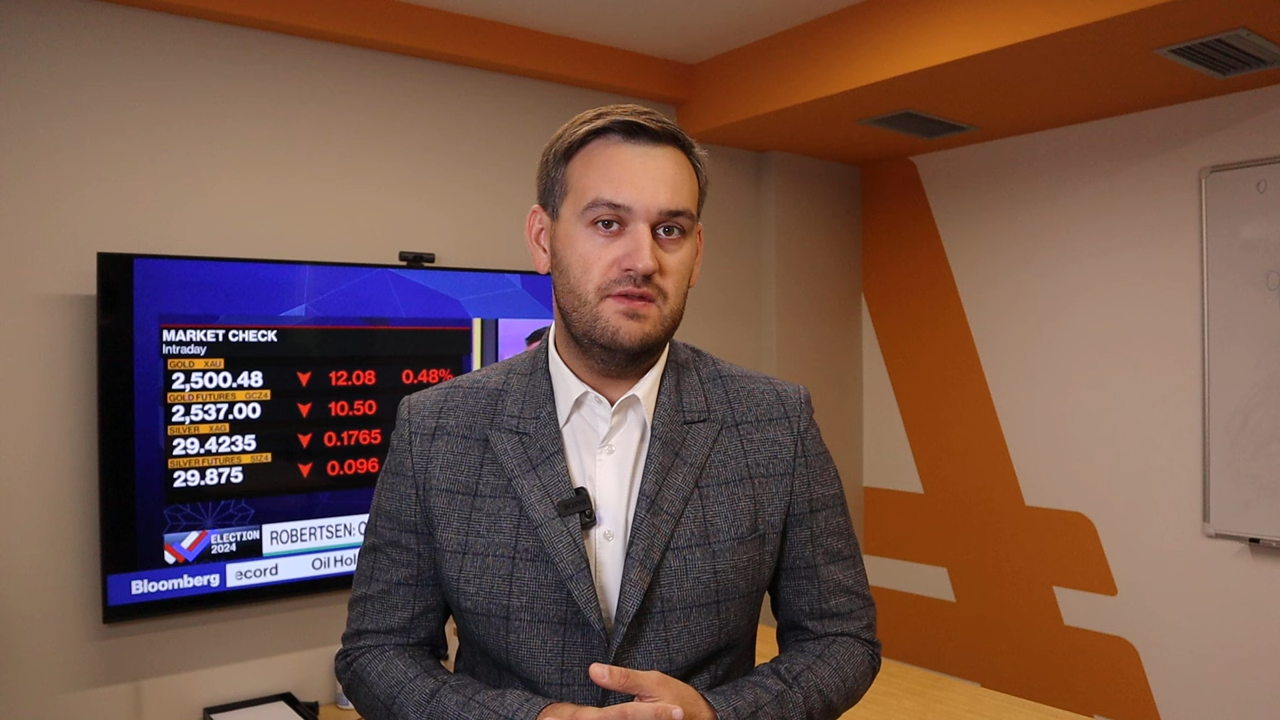 MARKET CHECK
Intraday
GOLD XAU
2,500.48 ▼ 12.08 0.48%
GOLD FUTURES GCZ4
2,537.00 ▼ 10.50
SILVER XAG
29.4235 ▼ 0.1765
SILVER FUTURES SIZ4
29.875 ▼ 0.096
ELECTION
2024
ROBERTSEN:
Bloomberg
ecord Oil Hol